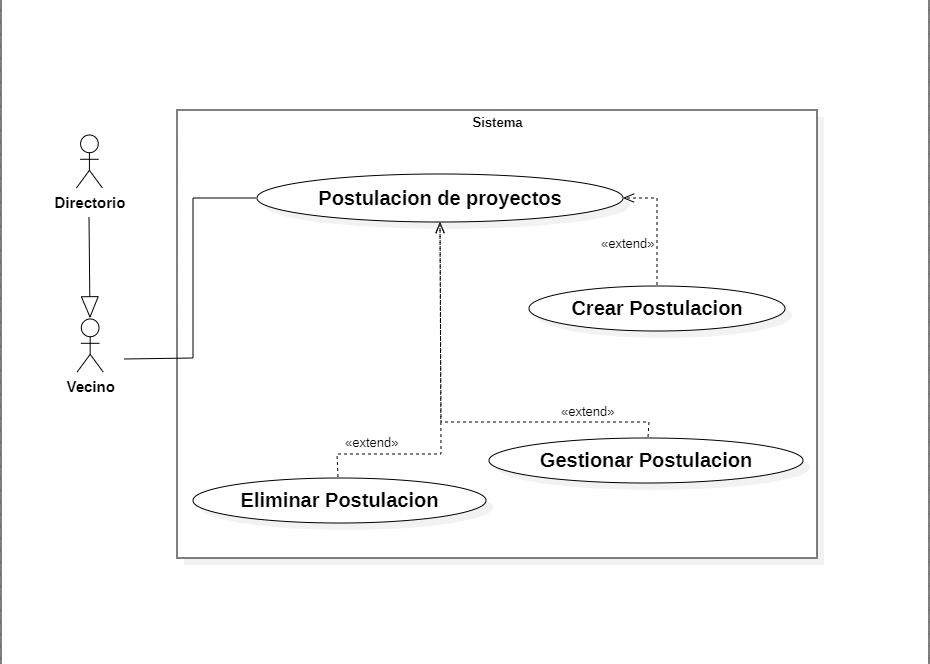 Sistema
Directorio
Postulacion de proyectos
«extend»
Crear Postulacion
Vecino
«extend»
«extend»
Gestionar Postulacion
Eliminar Postulacion